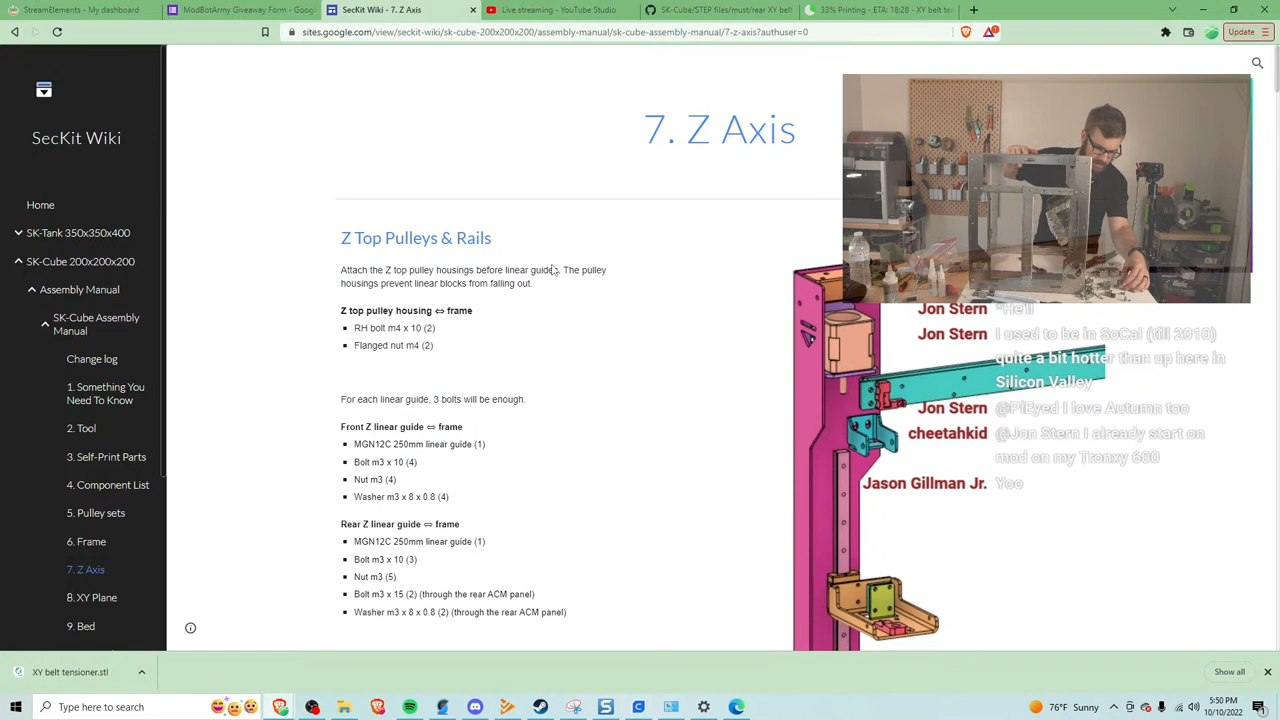 StreamElements - Dashboard
ModBotArmy Giveaway Form - Goog
SecKit Wiki - 7. Z Axis
Live streaming - YouTube Studio
SK-Cube/STEP files/must/rear XY bel
33% Printing - ETA: 18:28 - XY belt te
sites.google.com/view/seckit-wiki/sk-cube-200x200x200/assembly-manual/sk-cube-assembly-manual/7-z-axis?authuser=0
Update
SecKit Wiki
Home
SK-Tank 350x350x400
SK-Cube 200x200x200
Assembly Manual
SK-Cube Assembly
Manual
Change log
1. Something You
Need To Know
2. Tool
3. Self-Print Parts
4. Component List
5. Pulley sets
6. Frame
7. Z Axis
8. XY Plane
9. Bed
7. Z Axis
Z Top Pulleys & Rails
Attach the Z top pulley housings before linear guides. The pulley
housings prevent linear blocks from falling out.
Z top pulley housing ⇔ frame
RH bolt m4 x 10 (2)
Flanged nut m4 (2)
For each linear guide, 3 bolts will be enough.
Front Z linear guide ⇔ frame
MGN12C 250mm linear guide (1)
Bolt m3 x 10 (4)
Nut m3 (4)
Washer m3 x 8 x 0.8 (4)
Rear Z linear guide ⇔ frame
MGN12C 250mm linear guide (1)
Bolt m3 x 10 (3)
Nut m3 (5)
Bolt m3 x 15 (2) (through the rear ACM panel)
Washer m3 x 8 x 0.8 (2) (through the rear ACM panel)
Jon Stern *He'll
Jon Stern I used to be in SoCal (till 2010)
quite a bit hotter than up here in
Silicon Valley
Jon Stern @PiEyed I love Autumn too
cheetahkid @Jon Stern I already start on
mod on my Tronxy 600
Jason Gillman Jr. Yoo
XY belt tensioner.stl
Show all
Type here to search
76°F Sunny
5:50 PM
10/10/2022